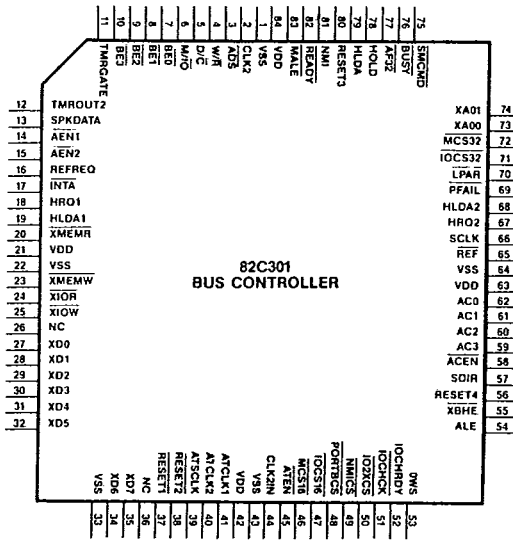 11 TMRGATE
10 BE3
9 BE2
8 BE1
7 BE0
6 M/IO
5 D/C
4 W/R
3 ADS
2 CLK2
1 VSS
84 VDD
83 MALE
82 READY
81 NMI
80 RESET3
79 HLDA
78 HOLD
77 AF32
76 BUSY
75 SMCMD
12 TMROUT2
13 SPKDATA
14 AEN1
15 AEN2
16 REFREQ
17 INTA
18 HRQ1
19 HLDA1
20 XMEMR
21 VDD
22 VSS
23 XMEMW
24 XIOR
25 XIOW
26 NC
27 XD0
28 XD1
29 XD2
30 XD3
31 XD4
32 XD5
82C301
BUS CONTROLLER
XA01 74
XA00 73
MCS32 72
IOCS32 71
LPAR 70
PFAIL 69
HLDA2 68
HRQ2 67
SCLK 66
REF 65
VSS 64
VDD 63
AC0 62
AC1 61
AC2 60
AC3 59
ACEN 58
SDIR 57
RESET4 56
XBHE 55
ALE 54
VSS 33
XD6 34
XD7 35
NC 36
RESET1 37
RESET2 38
ATSCLK 39
ATCLK2 40
ATCLK1 41
VDD 42
VSS 43
CLK2IN 44
ATEN 45
MCS16 46
IOCS16 47
PORTBCS 48
NMICS 49
IO2XCS 50
IOCHCK 51
IOCHRDY 52
0WS 53